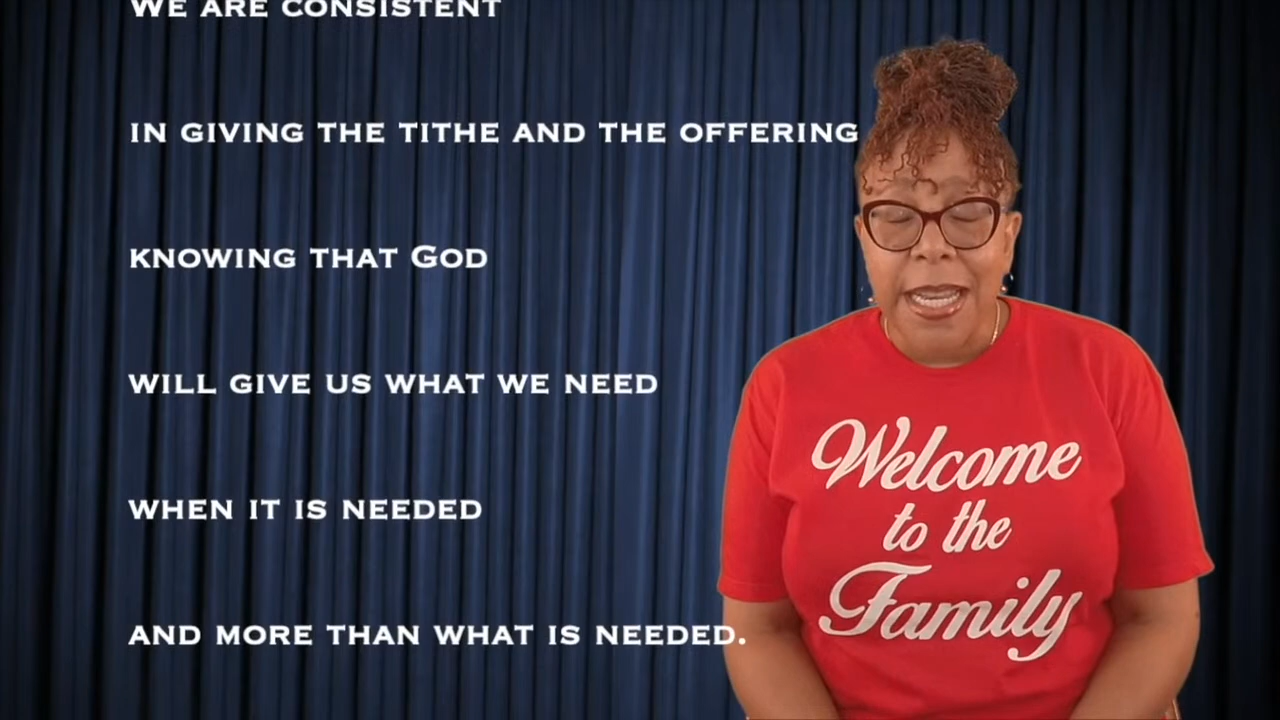 We are consistent
in giving the tithe and the offering
knowing that God
will give us what we need
when it is needed
and more than what is needed.
Welcome
to the
Family